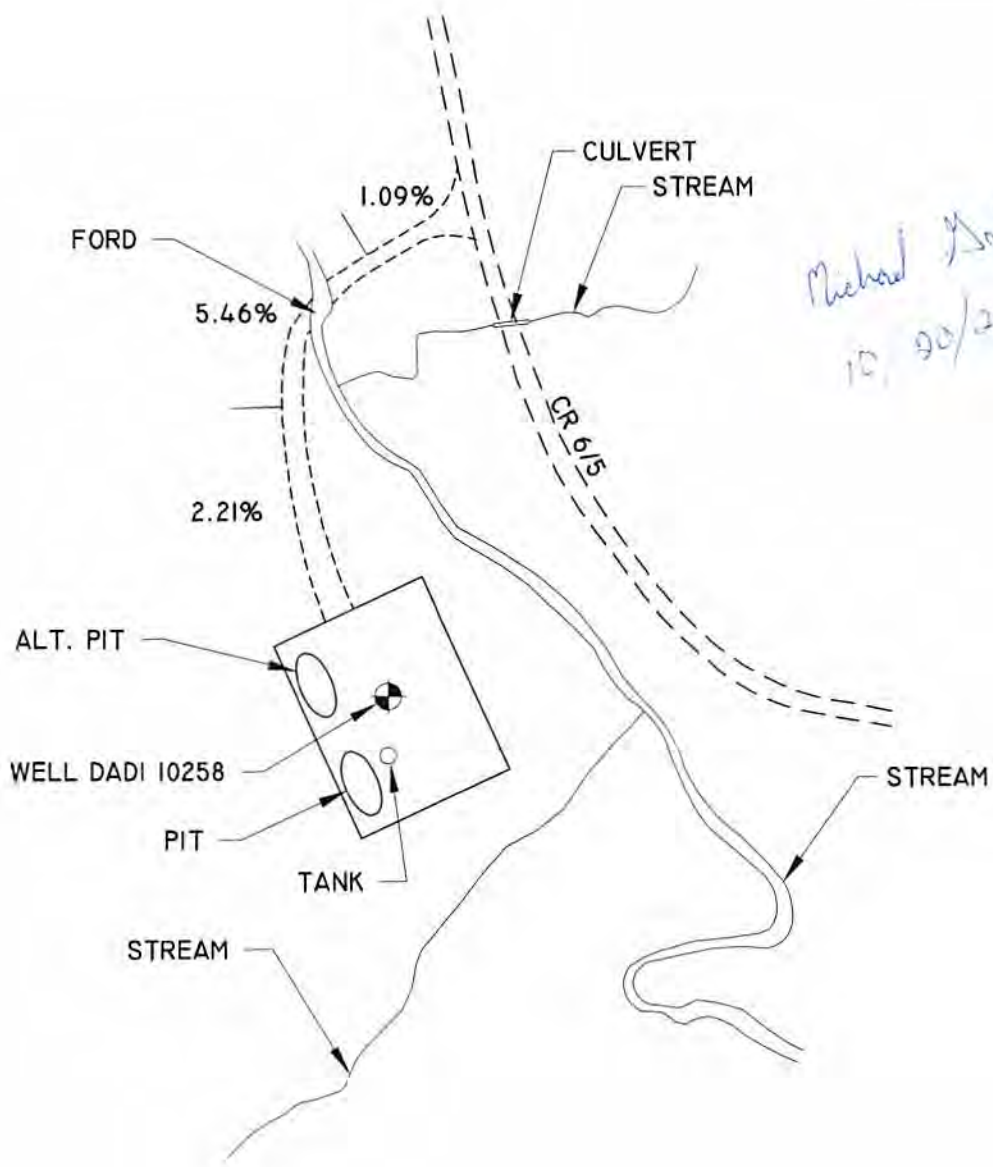 CULVERT
STREAM
1.09%
FORD
Michael
5.46%
CR 6/5
2.21%
ALT. PIT
WELL DADI 10258
STREAM
PIT
TANK
STREAM